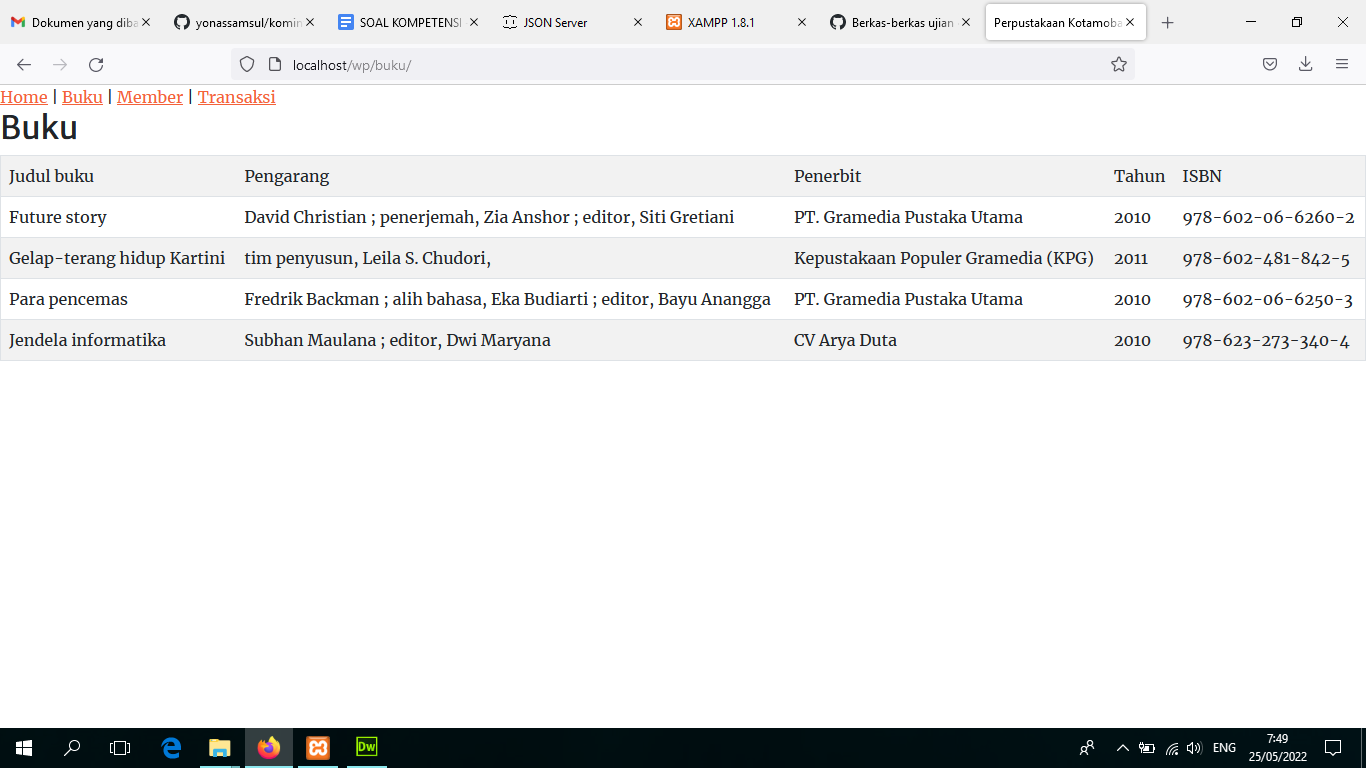 Dokumen yang diba
yonassamsul/komin
SOAL KOMPETENSI
JSON Server
XAMPP 1.8.1
Berkas-berkas ujian
Perpustakaan Kotamoba
localhost/wp/buku/
Home | Buku | Member | Transaksi
Buku
Judul buku Pengarang Penerbit Tahun ISBN
Future story David Christian ; penerjemah, Zia Anshor ; editor, Siti Gretiani PT. Gramedia Pustaka Utama 2010 978-602-06-6260-2
Gelap-terang hidup Kartini tim penyusun, Leila S. Chudori, Kepustakaan Populer Gramedia (KPG) 2011 978-602-481-842-5
Para pencemas Fredrik Backman ; alih bahasa, Eka Budiarti ; editor, Bayu Anangga PT. Gramedia Pustaka Utama 2010 978-602-06-6250-3
Jendela informatika Subhan Maulana ; editor, Dwi Maryana CV Arya Duta 2010 978-623-273-340-4
Dw
ENG
7:49
25/05/2022